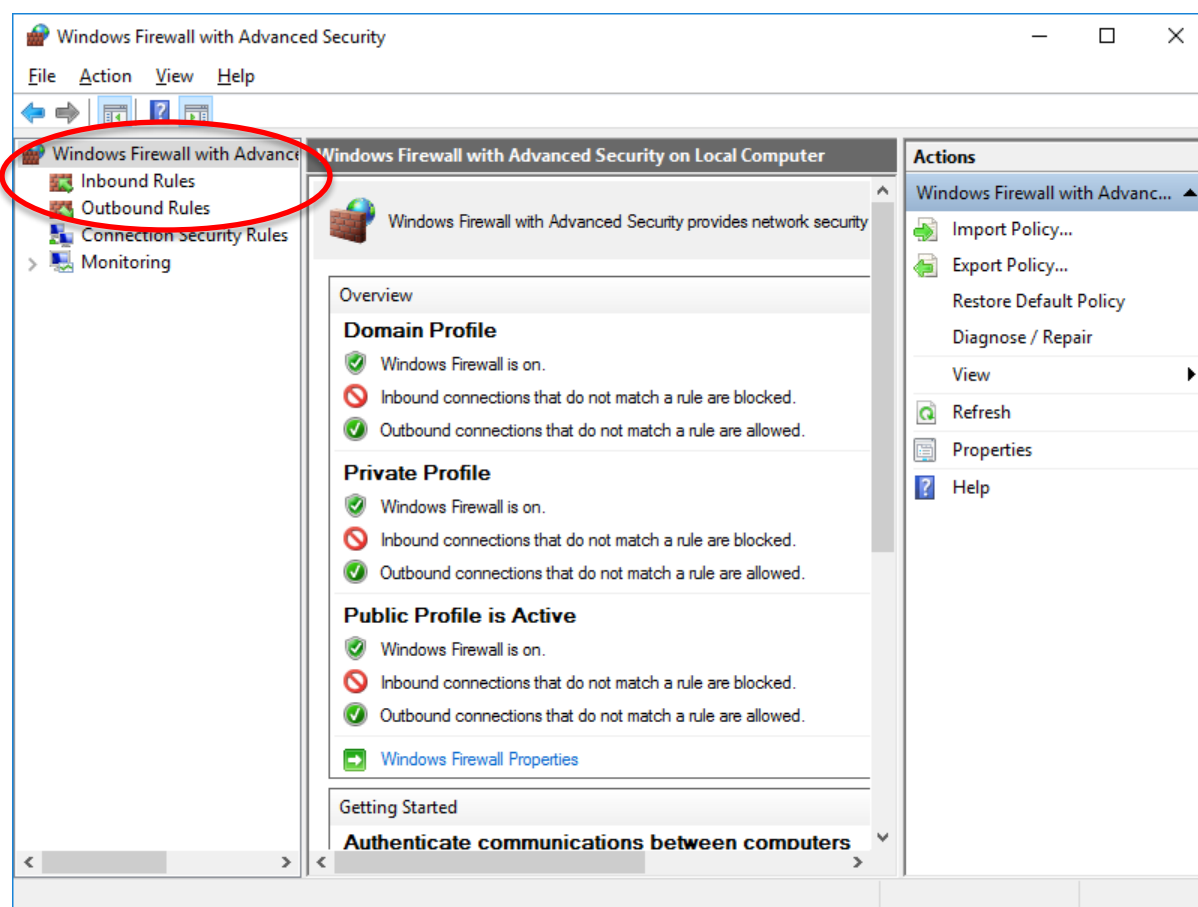 Windows Firewall with Advanced Security
File Action View Help
Windows Firewall with Advance
Inbound Rules
Outbound Rules
Connection Security Rules
Monitoring
Windows Firewall with Advanced Security on Local Computer
Windows Firewall with Advanced Security provides network security
Overview
Domain Profile
Windows Firewall is on.
Inbound connections that do not match a rule are blocked.
Outbound connections that do not match a rule are allowed.
Private Profile
Windows Firewall is on.
Inbound connections that do not match a rule are blocked.
Outbound connections that do not match a rule are allowed.
Public Profile is Active
Windows Firewall is on.
Inbound connections that do not match a rule are blocked.
Outbound connections that do not match a rule are allowed.
Windows Firewall Properties
Getting Started
Authenticate communications between computers
Actions
Windows Firewall with Advanc...
Import Policy...
Export Policy...
Restore Default Policy
Diagnose / Repair
View
Refresh
Properties
Help